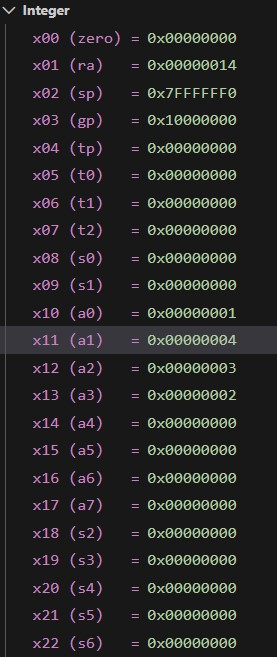 Integer
x00 (zero) = 0x00000000
x01 (ra) = 0x00000014
x02 (sp) = 0x7FFFFFF0
x03 (gp) = 0x10000000
x04 (tp) = 0x00000000
x05 (t0) = 0x00000000
x06 (t1) = 0x00000000
x07 (t2) = 0x00000000
x08 (s0) = 0x00000000
x09 (s1) = 0x00000000
x10 (a0) = 0x00000001
x11 (a1) = 0x00000004
x12 (a2) = 0x00000003
x13 (a3) = 0x00000002
x14 (a4) = 0x00000000
x15 (a5) = 0x00000000
x16 (a6) = 0x00000000
x17 (a7) = 0x00000000
x18 (s2) = 0x00000000
x19 (s3) = 0x00000000
x20 (s4) = 0x00000000
x21 (s5) = 0x00000000
x22 (s6) = 0x00000000